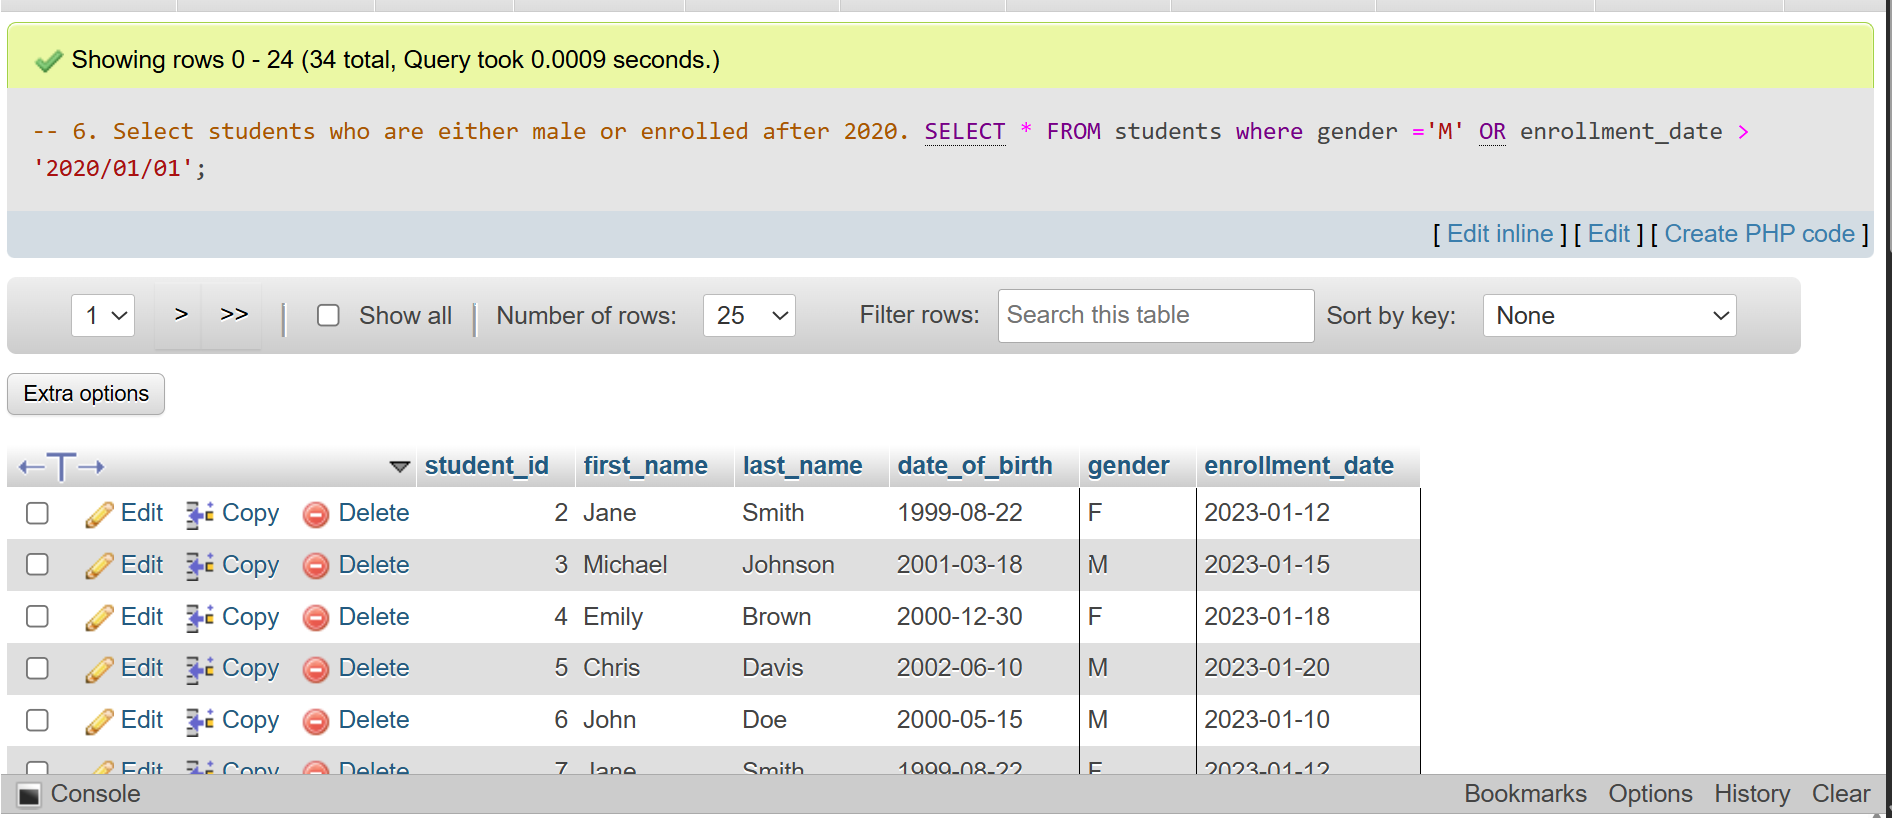 Showing rows 0 - 24 (34 total, Query took 0.0009 seconds.)
-- 6. Select students who are either male or enrolled after 2020. SELECT * FROM students where gender ='M' OR enrollment_date >
'2020/01/01';
[ Edit inline ] [ Edit ] [ Create PHP code ]
1 > >> Show all Number of rows: 25 Filter rows: Search this table Sort by key: None
Extra options
student_id first_name last_name date_of_birth gender enrollment_date
Edit Copy Delete 2 Jane Smith 1999-08-22 F 2023-01-12
Edit Copy Delete 3 Michael Johnson 2001-03-18 M 2023-01-15
Edit Copy Delete 4 Emily Brown 2000-12-30 F 2023-01-18
Edit Copy Delete 5 Chris Davis 2002-06-10 M 2023-01-20
Edit Copy Delete 6 John Doe 2000-05-15 M 2023-01-10
Edit Copy Delete 7 Jane Smith 1999-08-22 F 2023-01-12
Console Bookmarks Options History Clear